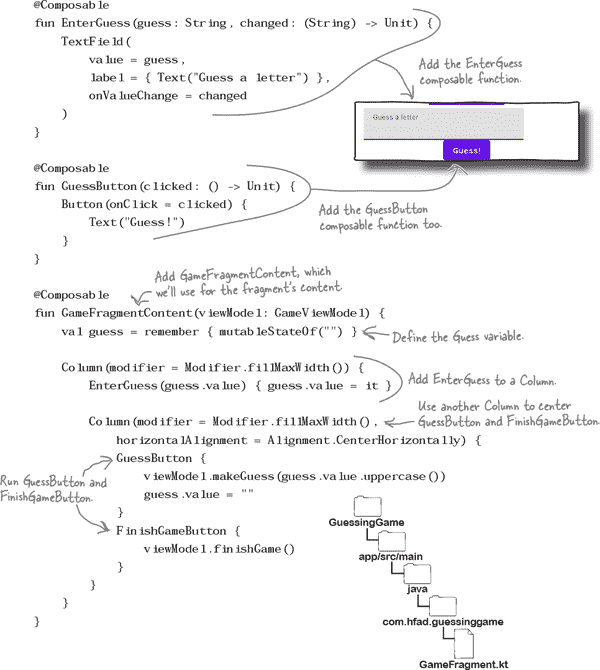 @Composable
fun EnterGuess(guess: String, changed: (String) -> Unit) {
    TextField(
        value = guess,
        label = { Text("Guess a letter") },
        onValueChange = changed
    )
}
Add the EnterGuess
composable function.
Guess a letter
Guess!
@Composable
fun GuessButton(clicked: () -> Unit) {
    Button(onClick = clicked) {
        Text("Guess!")
    }
}
Add the GuessButton
composable function too.
Add GameFragmentContent, which
we'll use for the fragment's content.
@Composable
fun GameFragmentContent(viewModel: GameViewModel) {
    val guess = remember { mutableStateOf("") }
Define the Guess variable.
    Column(modifier = Modifier.fillMaxWidth()) {
        EnterGuess(guess.value) { guess.value = it }
Add EnterGuess to a Column.
        Column(modifier = Modifier.fillMaxWidth(),
            horizontalAlignment = Alignment.CenterHorizontally) {
Use another Column to center
GuessButton and FinishGameButton.
            GuessButton {
                viewModel.makeGuess(guess.value.uppercase())
                guess.value = ""
            }
Run GuessButton and
FinishGameButton.
            FinishGameButton {
                viewModel.finishGame()
            }
        }
    }
}
GuessingGame
app/src/main
java
com.hfad.guessinggame
GameFragment.kt